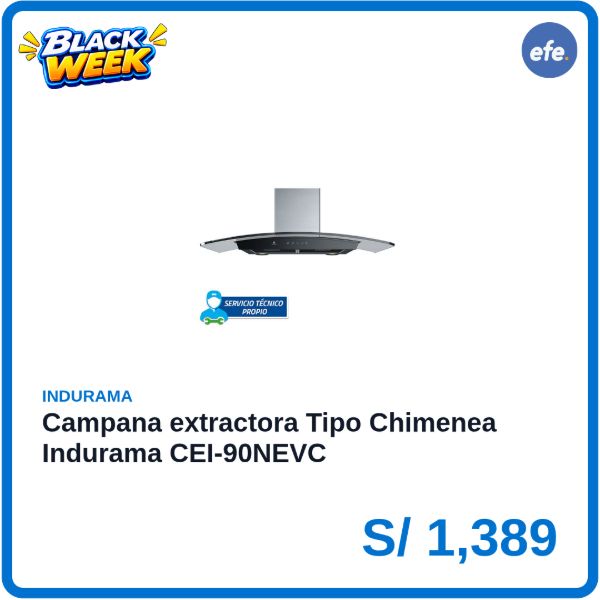 BLACK
WEEK
efe.
SERVICIO TÉCNICO
PROPIO
INDURAMA
Campana extractora Tipo Chimenea
Indurama CEI-90NEVC
S/ 1,389